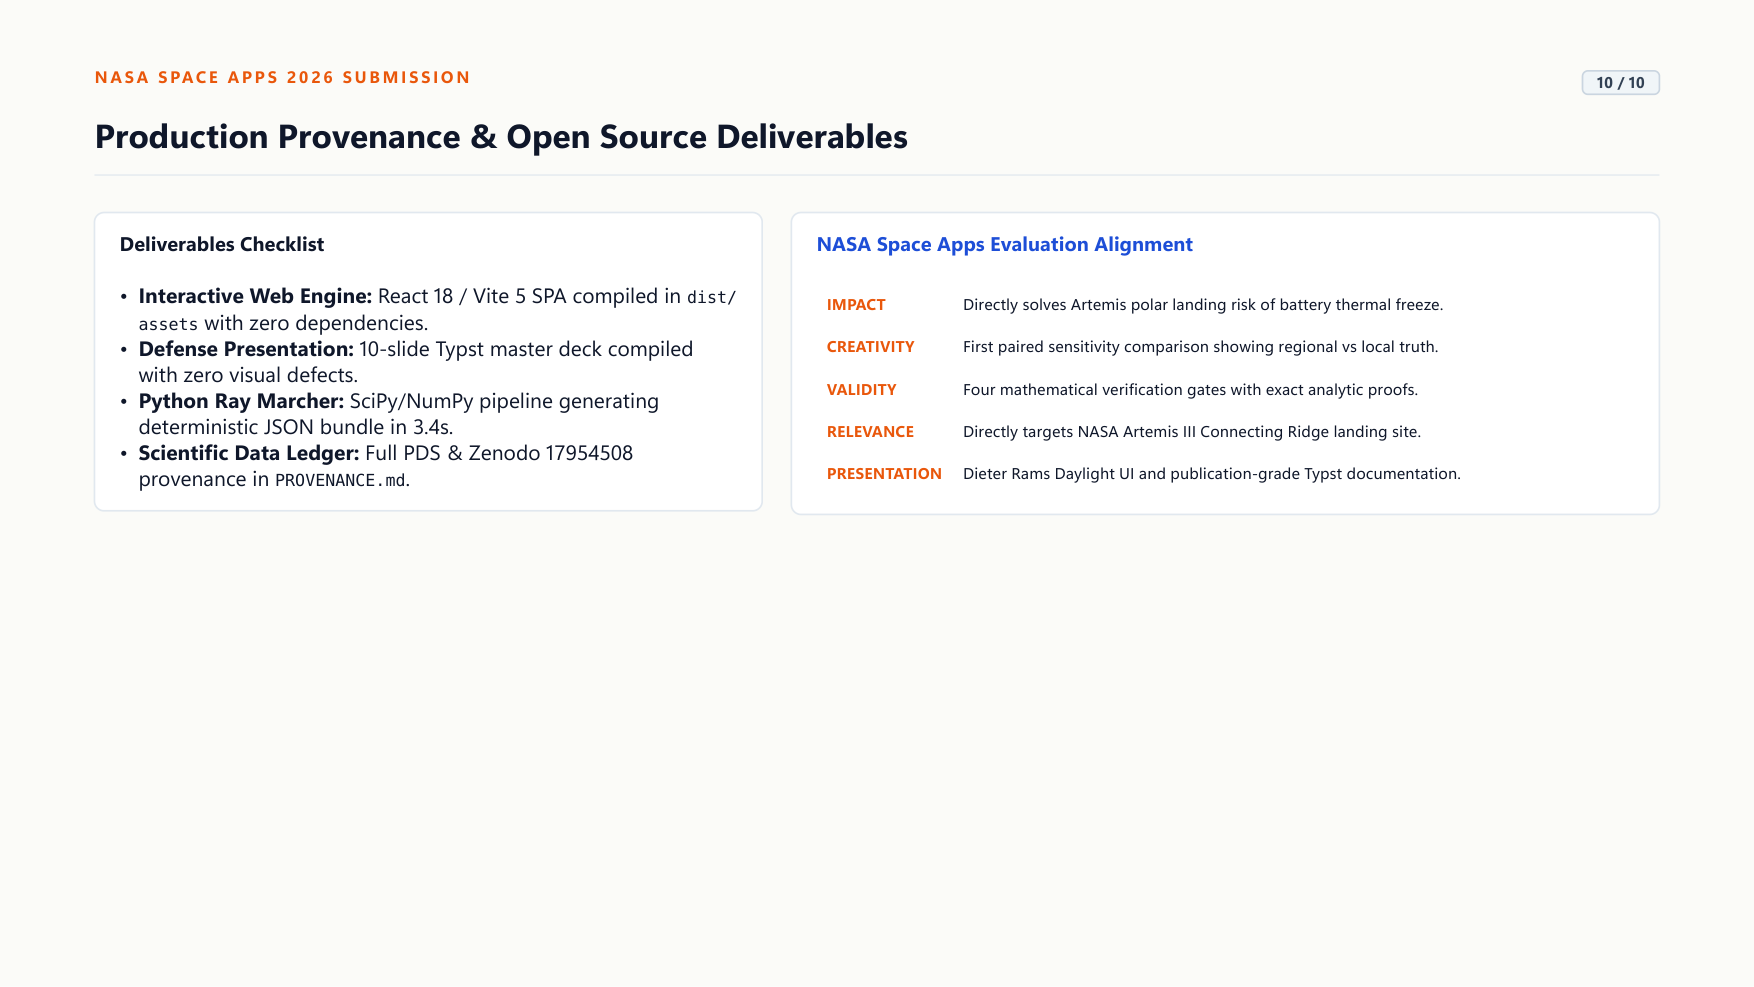 NASA SPACE APPS 2026 SUBMISSION
10 / 10
Production Provenance & Open Source Deliverables
Deliverables Checklist
• Interactive Web Engine: React 18 / Vite 5 SPA compiled in dist/
assets with zero dependencies.
• Defense Presentation: 10-slide Typst master deck compiled
with zero visual defects.
• Python Ray Marcher: SciPy/NumPy pipeline generating
deterministic JSON bundle in 3.4s.
• Scientific Data Ledger: Full PDS & Zenodo 17954508
provenance in PROVENANCE.md.
NASA Space Apps Evaluation Alignment
IMPACT Directly solves Artemis polar landing risk of battery thermal freeze.
CREATIVITY First paired sensitivity comparison showing regional vs local truth.
VALIDITY Four mathematical verification gates with exact analytic proofs.
RELEVANCE Directly targets NASA Artemis III Connecting Ridge landing site.
PRESENTATION Dieter Rams Daylight UI and publication-grade Typst documentation.